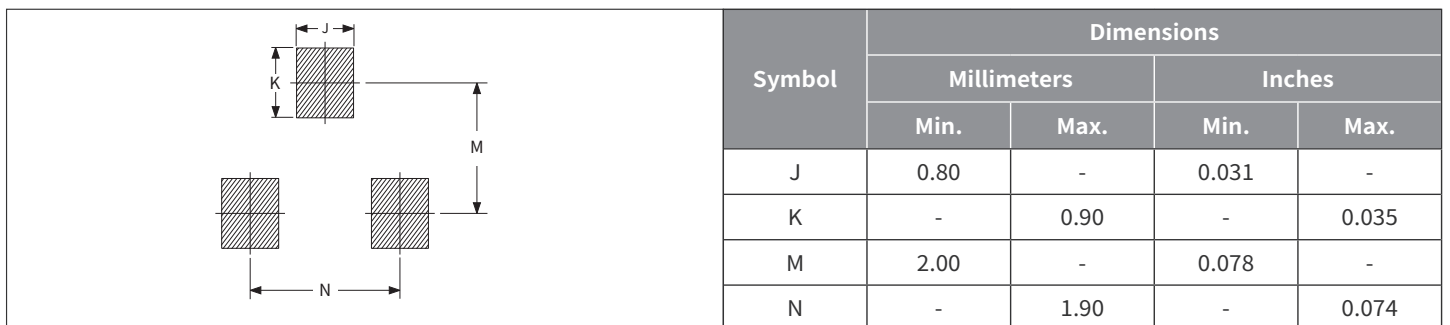 J
K
M
N
Symbol
Dimensions
Millimeters Inches
Min. Max. Min. Max.
J 0.80 - 0.031 -
K - 0.90 - 0.035
M 2.00 - 0.078 -
N - 1.90 - 0.074